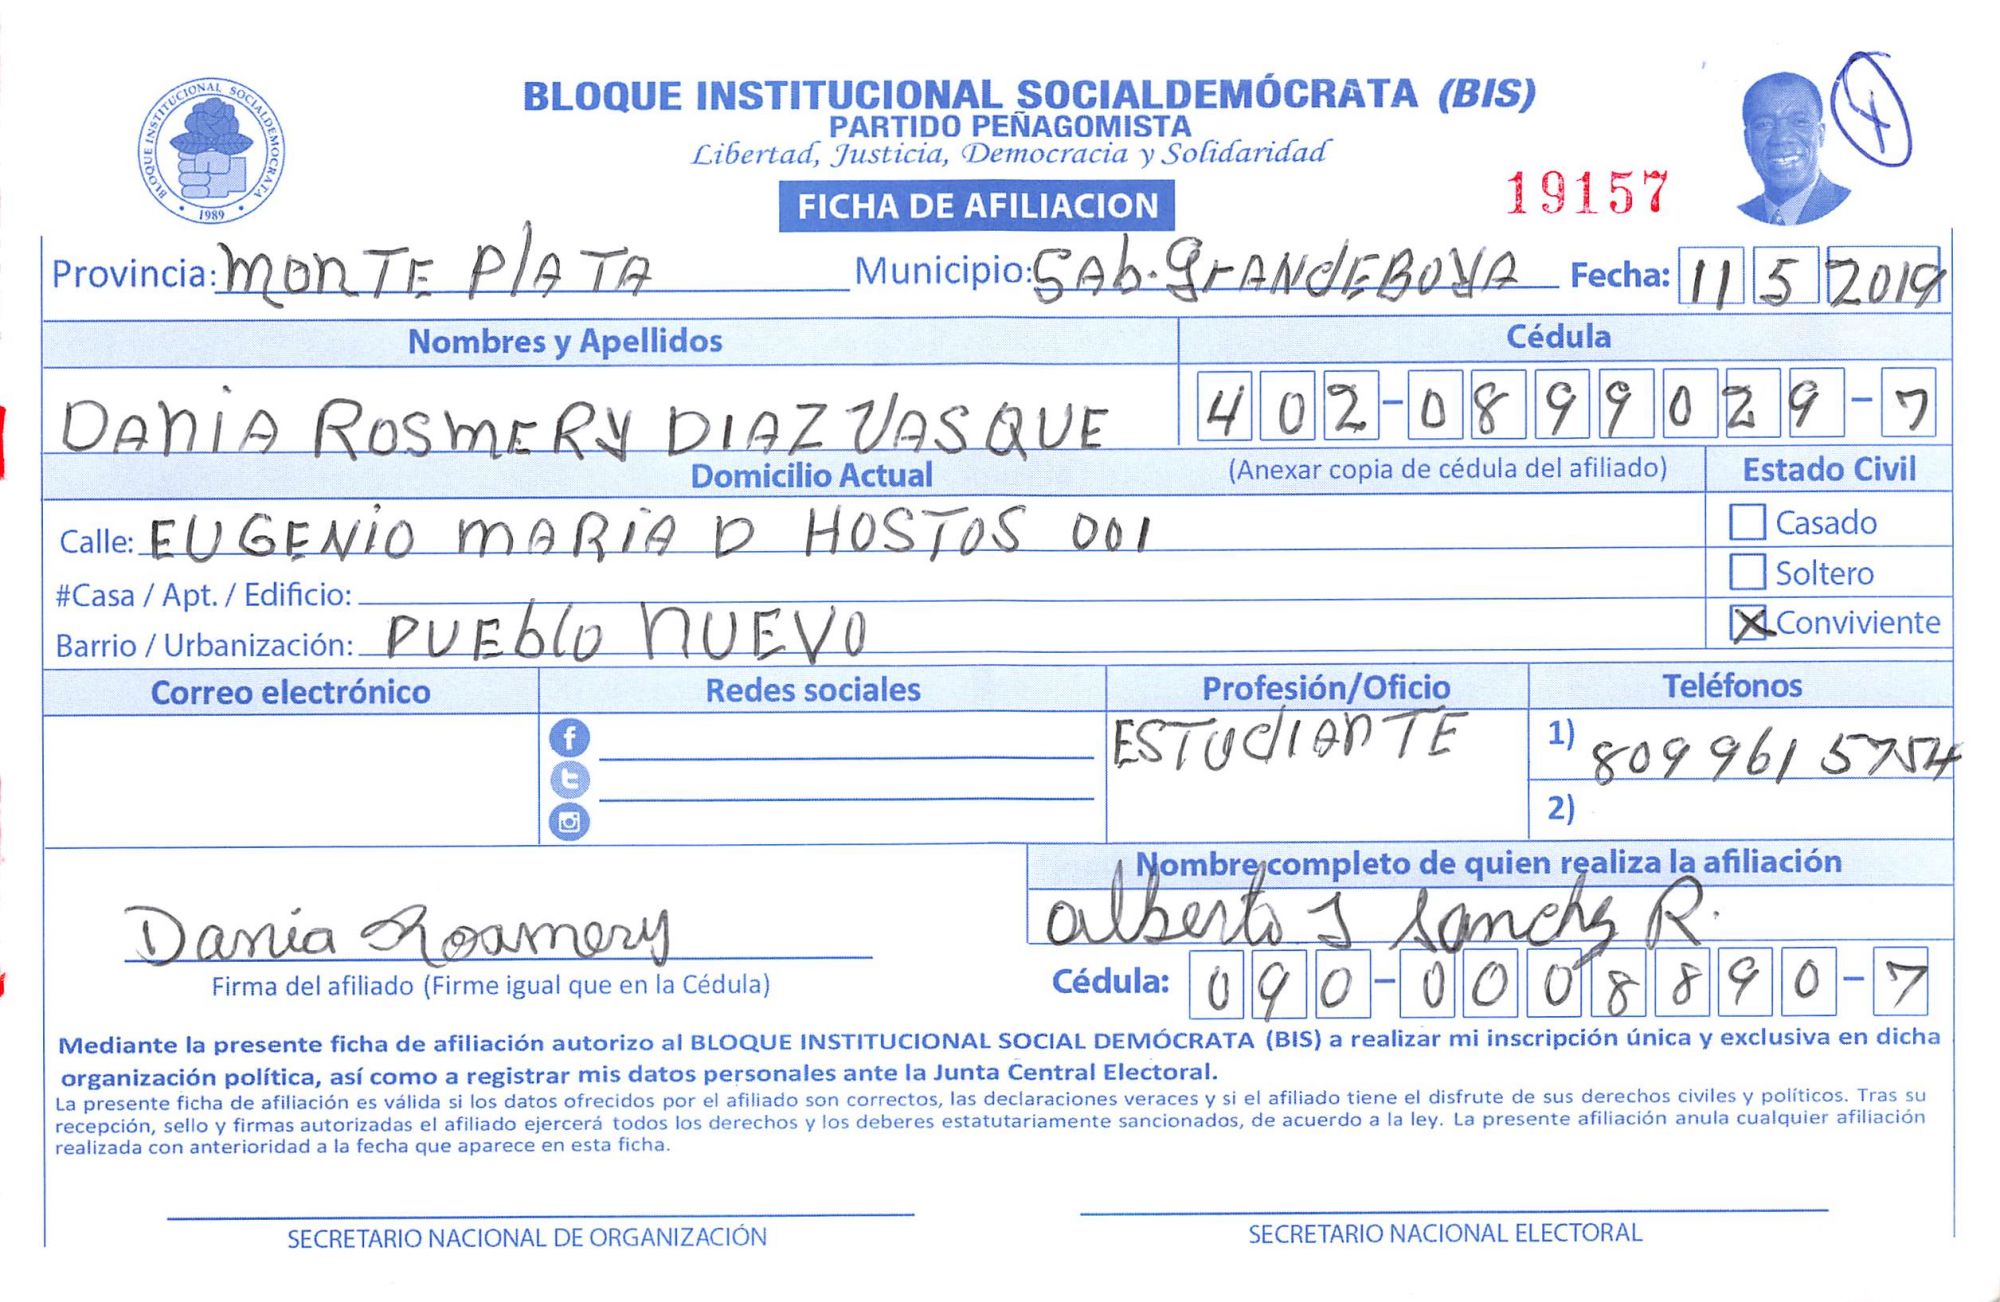 BLOQUE INSTITUCIONAL SOCIALDEMOCRATA
1989
BLOQUE INSTITUCIONAL SOCIALDEMÓCRATA (BIS)
PARTIDO PEÑAGOMISTA
Libertad, Justicia, Democracia y Solidaridad
FICHA DE AFILIACION
19157
Provincia: MONTE PlATA Municipio: SAb. GrANdEBOYA Fecha: 11 5 2019
Nombres y Apellidos Cédula
DANIA ROSMERY DIAZ VASQUE 402-0899029-7
Domicilio Actual (Anexar copia de cédula del afiliado) Estado Civil
Calle: EUGENIO MARIA D HOSTOS 001 Casado
#Casa / Apt. / Edificio: Soltero
Barrio / Urbanización: PUEblO NUEVO X Conviviente
Correo electrónico Redes sociales Profesión/Oficio Teléfonos
ESTUdIANTE 1) 809 961 5754
2)
Nombre completo de quien realiza la afiliación
Alberto J Sanchz R.
Dania Rosmery
Firma del afiliado (Firme igual que en la Cédula) Cédula: 090-0008890-7
Mediante la presente ficha de afiliación autorizo al BLOQUE INSTITUCIONAL SOCIAL DEMÓCRATA (BIS) a realizar mi inscripción única y exclusiva en dicha
organización política, así como a registrar mis datos personales ante la Junta Central Electoral.
La presente ficha de afiliación es válida si los datos ofrecidos por el afiliado son correctos, las declaraciones veraces y si el afiliado tiene el disfrute de sus derechos civiles y políticos. Tras su
recepción, sello y firmas autorizadas el afiliado ejercerá todos los derechos y los deberes estatutariamente sancionados, de acuerdo a la ley. La presente afiliación anula cualquier afiliación
realizada con anterioridad a la fecha que aparece en esta ficha.
SECRETARIO NACIONAL DE ORGANIZACIÓN SECRETARIO NACIONAL ELECTORAL